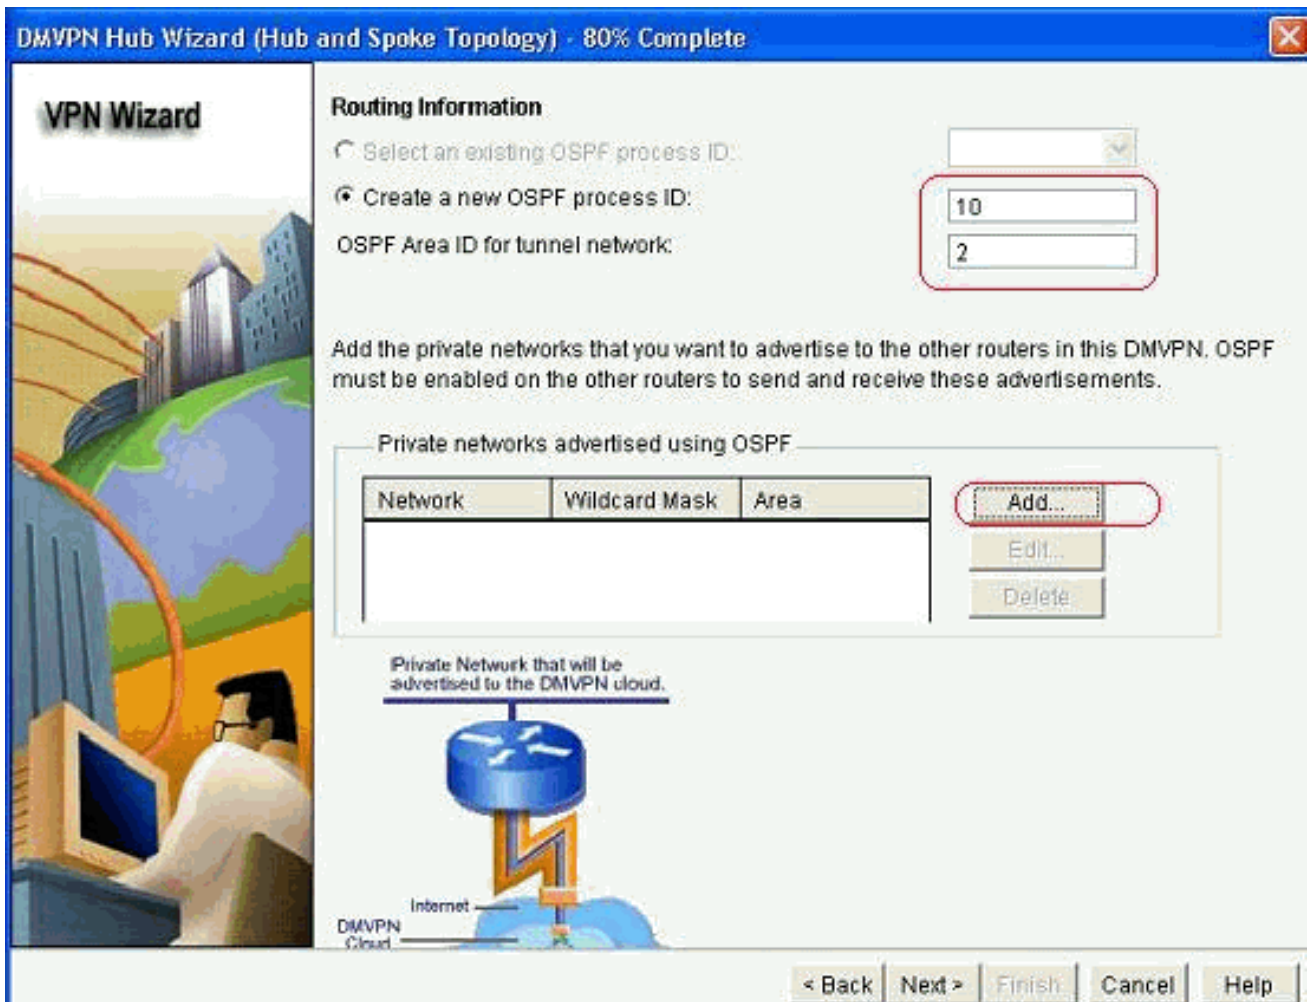 DMVPN Hub Wizard (Hub and Spoke Topology) - 80% Complete
VPN Wizard
Routing Information
Select an existing OSPF process ID:
Create a new OSPF process ID:
10
OSPF Area ID for tunnel network:
2
Add the private networks that you want to advertise to the other routers in this DMVPN. OSPF
must be enabled on the other routers to send and receive these advertisements.
Private networks advertised using OSPF
Network Wildcard Mask Area
Add...
Edit...
Delete
Private Network that will be
advertised to the DMVPN cloud.
Internet
DMVPN
Cloud
< Back Next > Finish Cancel Help